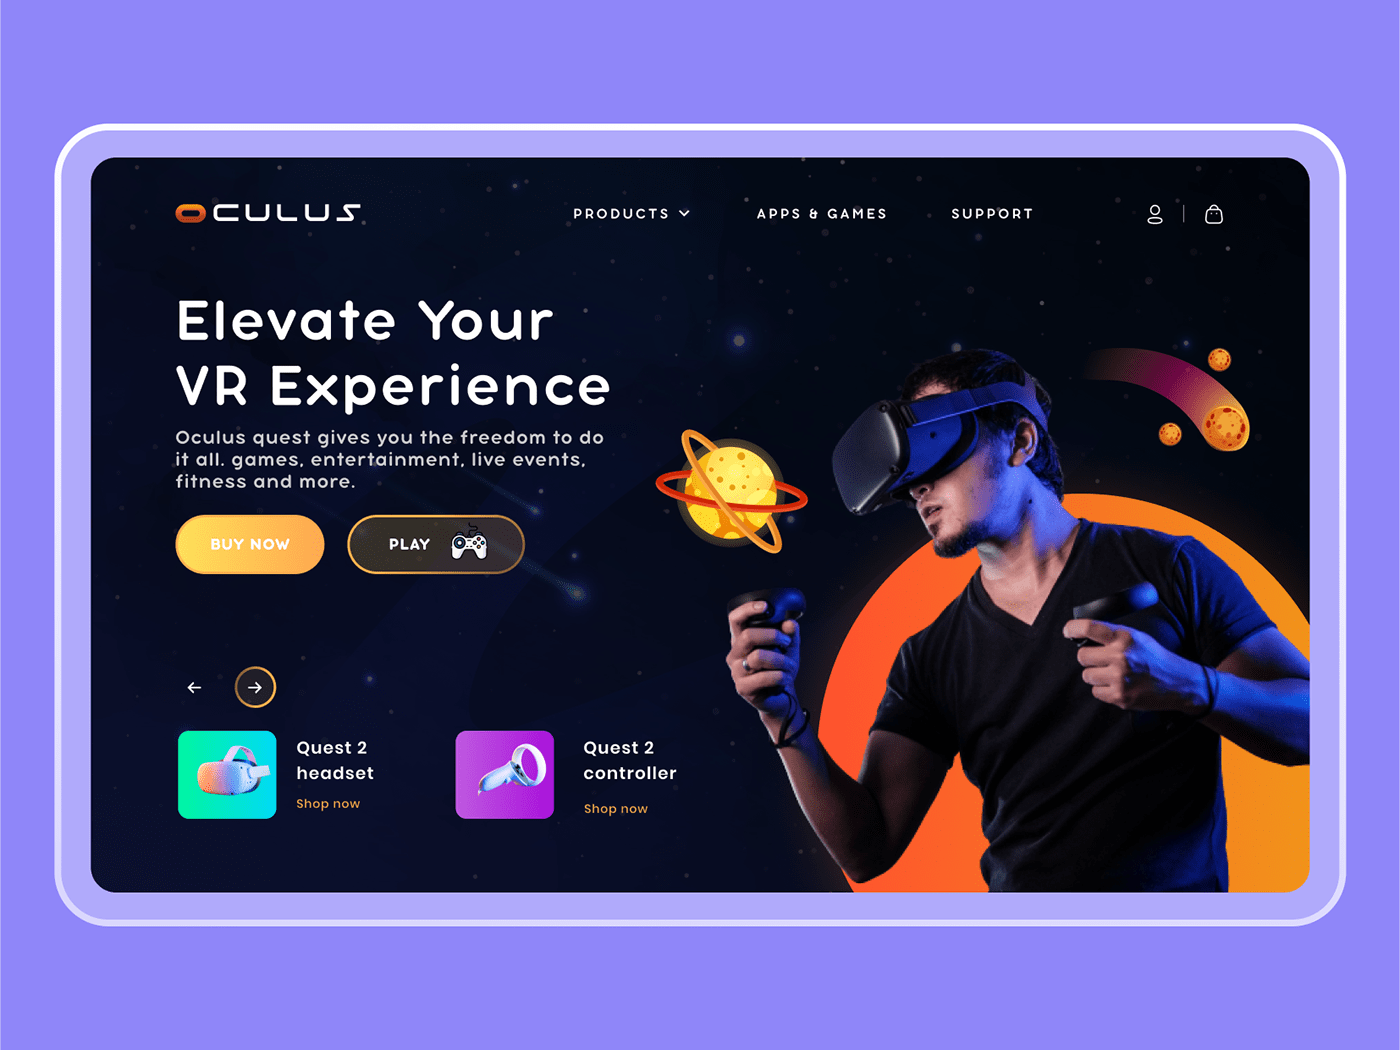 OCULUS
PRODUCTS
APPS & GAMES
SUPPORT
Elevate Your
VR Experience
Oculus quest gives you the freedom to do
it all. games, entertainment, live events,
fitness and more.
BUY NOW
PLAY
Quest 2
headset
Shop now
Quest 2
controller
Shop now